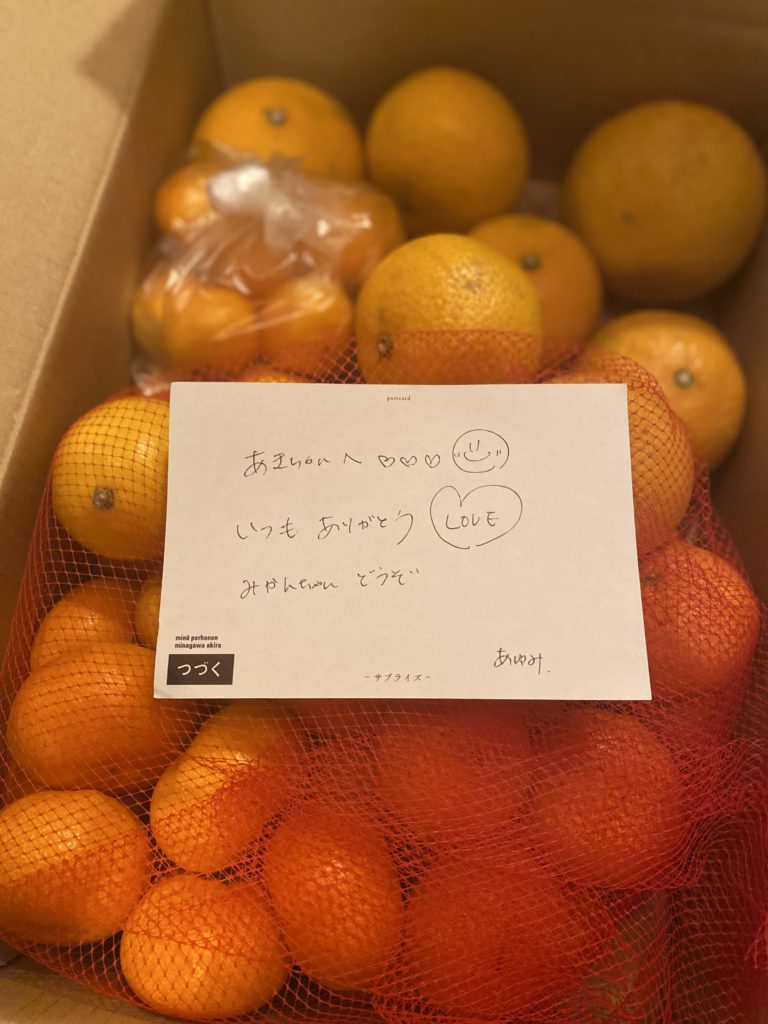 postcard
あきちゃんへ ♡♡♡
いつも ありがとう LOVE
みかんちゃん どうぞ
あゆみ.
minä perhonen
minagawa akira
つづく
-サプライズ-